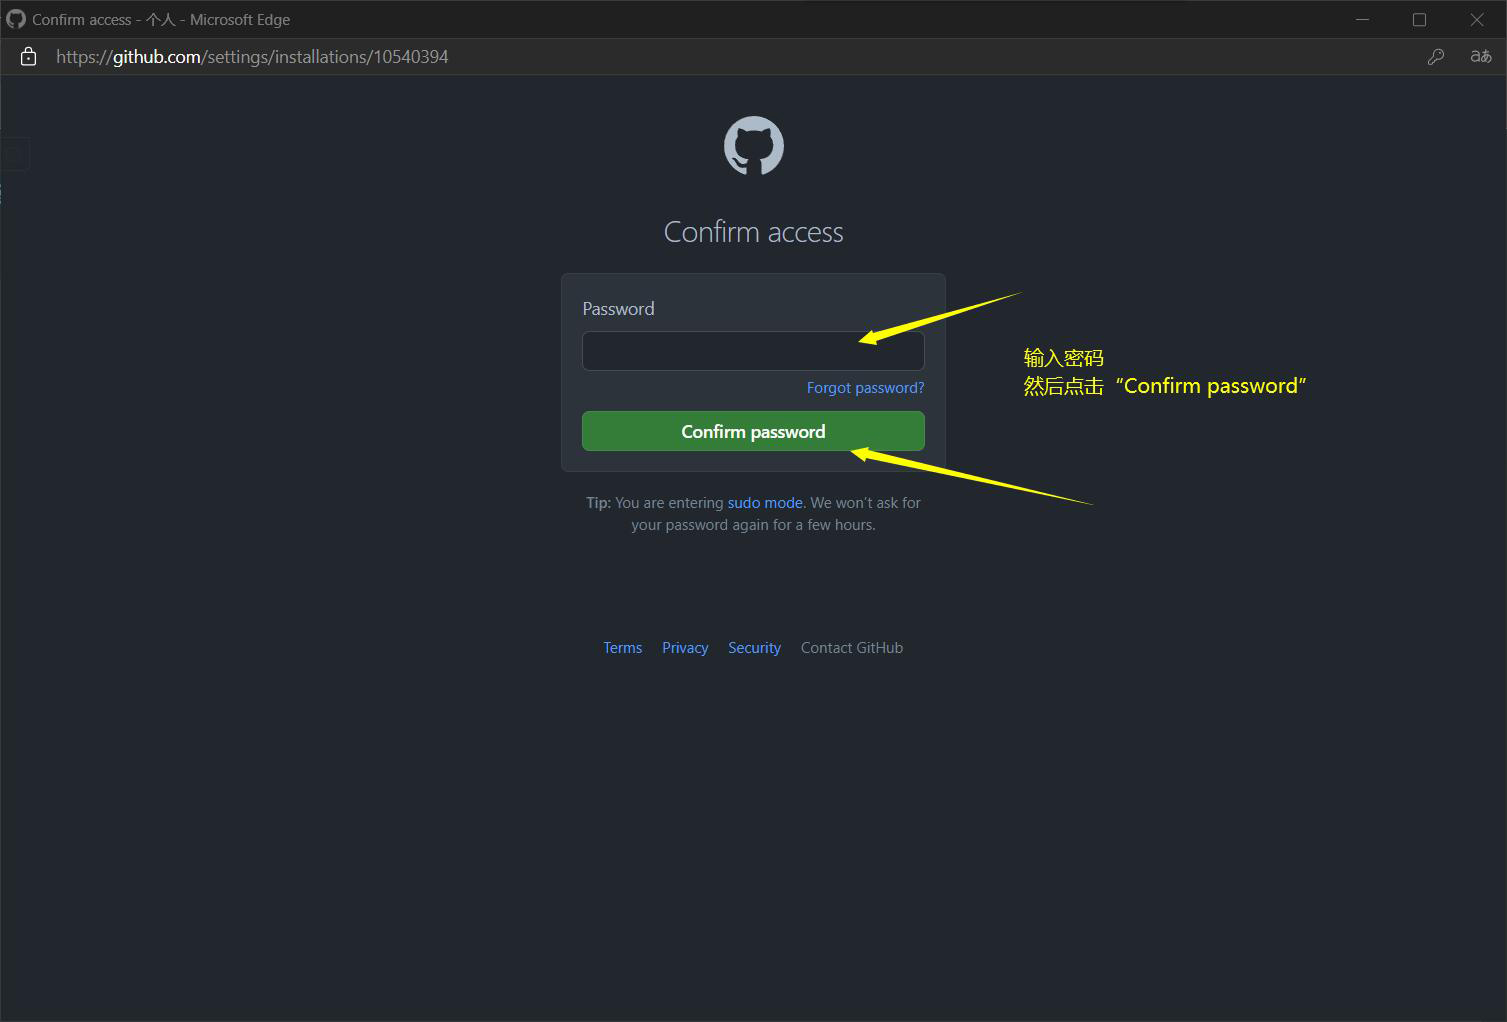 Confirm access - 个人 - Microsoft Edge
https://github.com/settings/installations/10540394
aあ
Confirm access
Password
输入密码
然后点击“Confirm password”
Forgot password?
Confirm password
Tip: You are entering sudo mode. We won't ask for
your password again for a few hours.
Terms Privacy Security Contact GitHub